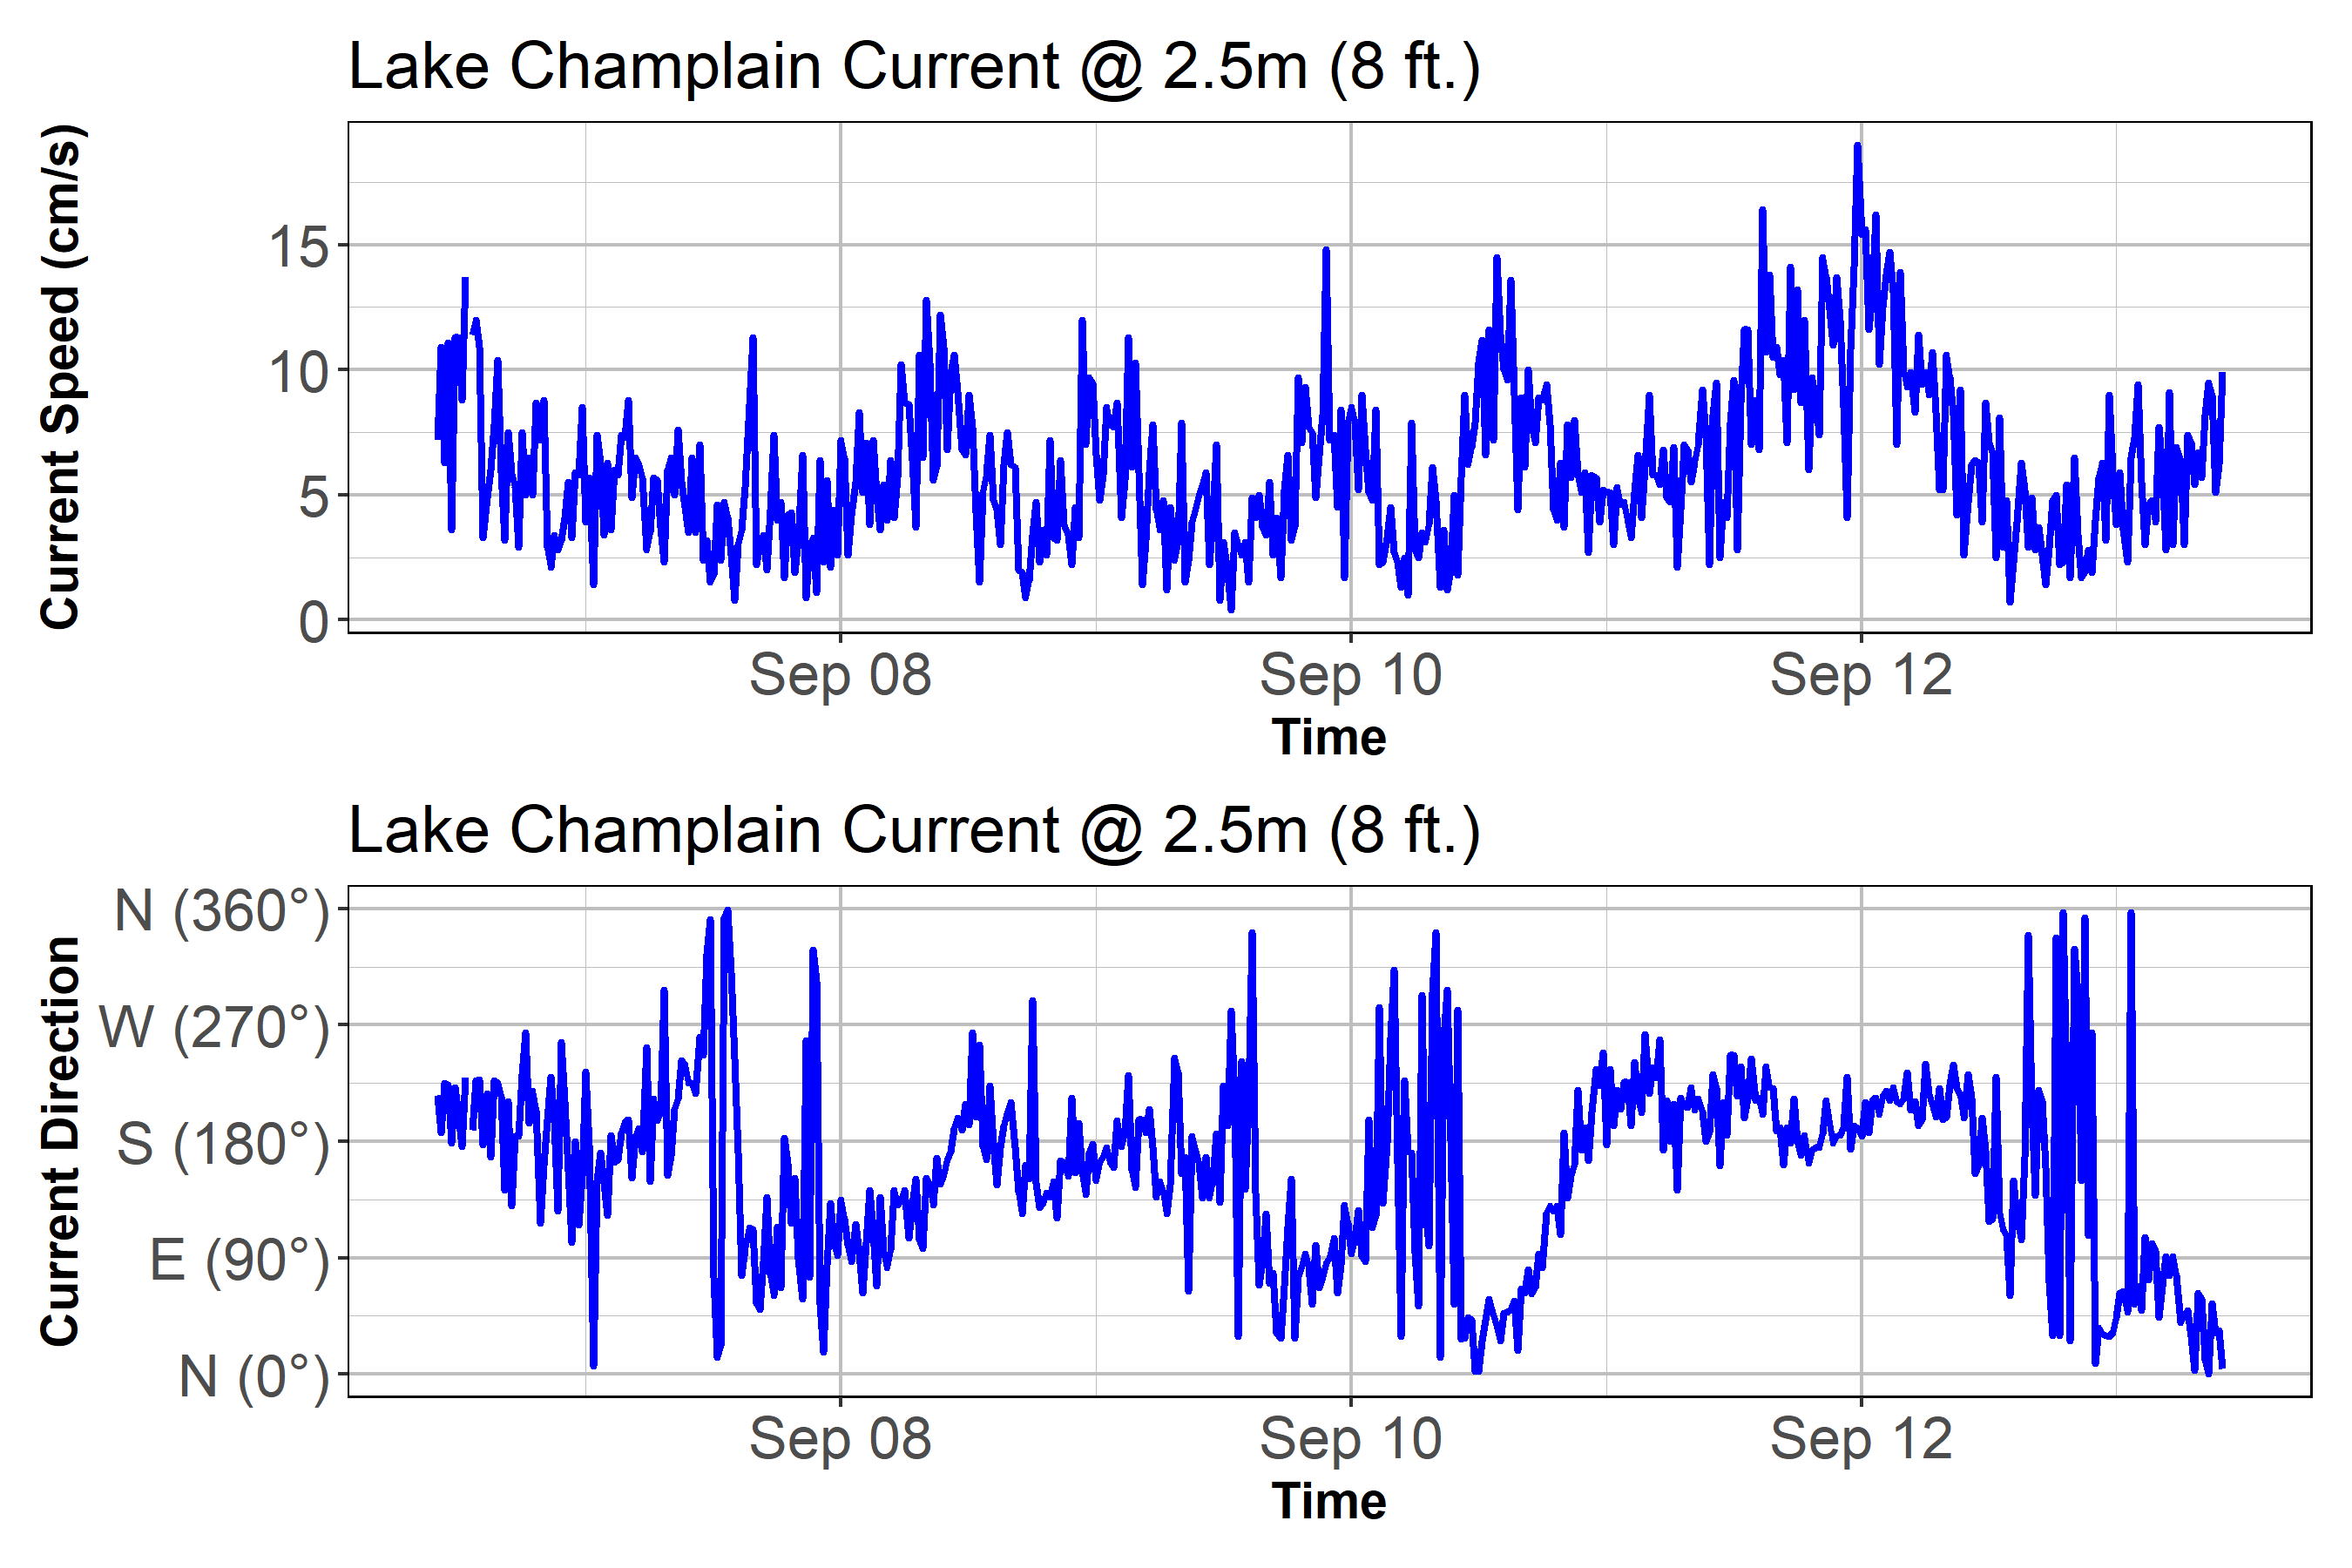 Lake Champlain Current @ 2.5m (8 ft.)
Current Speed (cm/s)
15
10
5
0
Sep 08 Sep 10 Sep 12
Time
Lake Champlain Current @ 2.5m (8 ft.)
Current Direction
N (360°)
W (270°)
S (180°)
E (90°)
N (0°)
Sep 08 Sep 10 Sep 12
Time